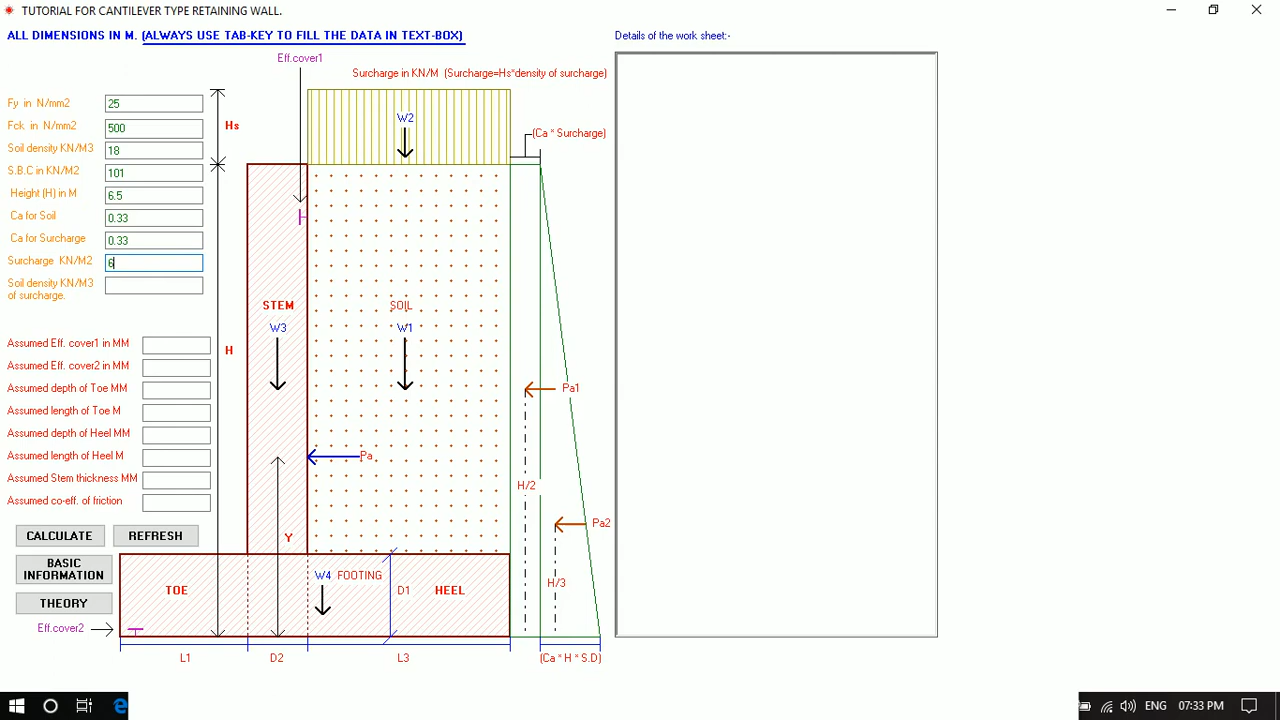 TUTORIAL FOR CANTILEVER TYPE RETAINING WALL.
ALL DIMENSIONS IN M. (ALWAYS USE TAB-KEY TO FILL THE DATA IN TEXT-BOX)
Details of the work sheet:-
Eff.cover1
Surcharge in KN/M (Surcharge=Hs*density of surcharge)
Fy in N/mm2 25
Fck in N/mm2 500
Soil density KN/M3 18
S.B.C in KN/M2 101
Height (H) in M 6.5
Ca for Soil 0.33
Ca for Surcharge 0.33
Surcharge KN/M2 6
Soil density KN/M3
of surcharge.
Hs
W2
(Ca * Surcharge)
STEM
SOIL
W3
W1
H
Assumed Eff. cover1 in MM
Assumed Eff. cover2 in MM
Assumed depth of Toe MM
Assumed length of Toe M
Assumed depth of Heel MM
Assumed length of Heel M
Assumed Stem thickness MM
Assumed co-eff. of friction
Pa1
Pa
H/2
Pa2
Y
CALCULATE
REFRESH
BASIC
INFORMATION
THEORY
W4 FOOTING
H/3
TOE
D1
HEEL
Eff.cover2
L1
D2
L3
(Ca * H * S.D)
ENG
07:33 PM